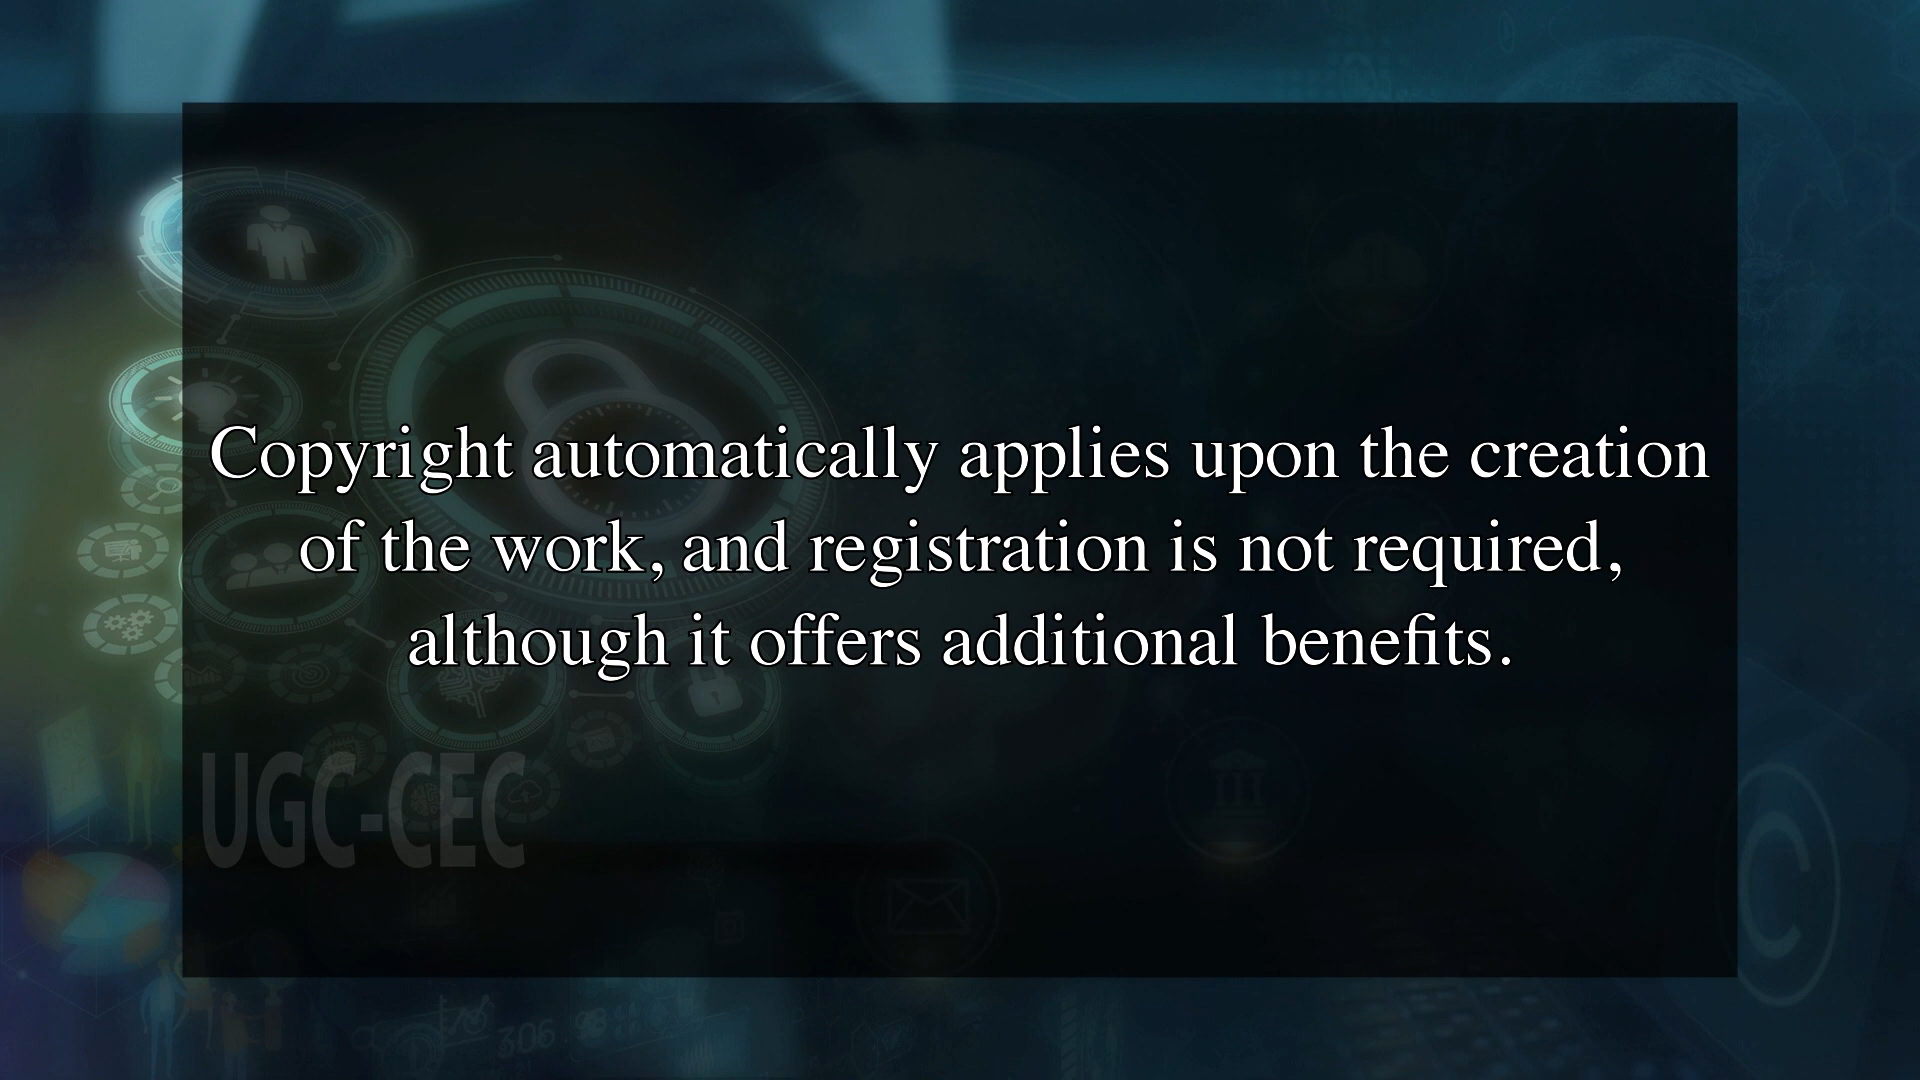 Copyright automatically applies upon the creation
of the work, and registration is not required,
although it offers additional benefits.
UGC-CEC
C
306